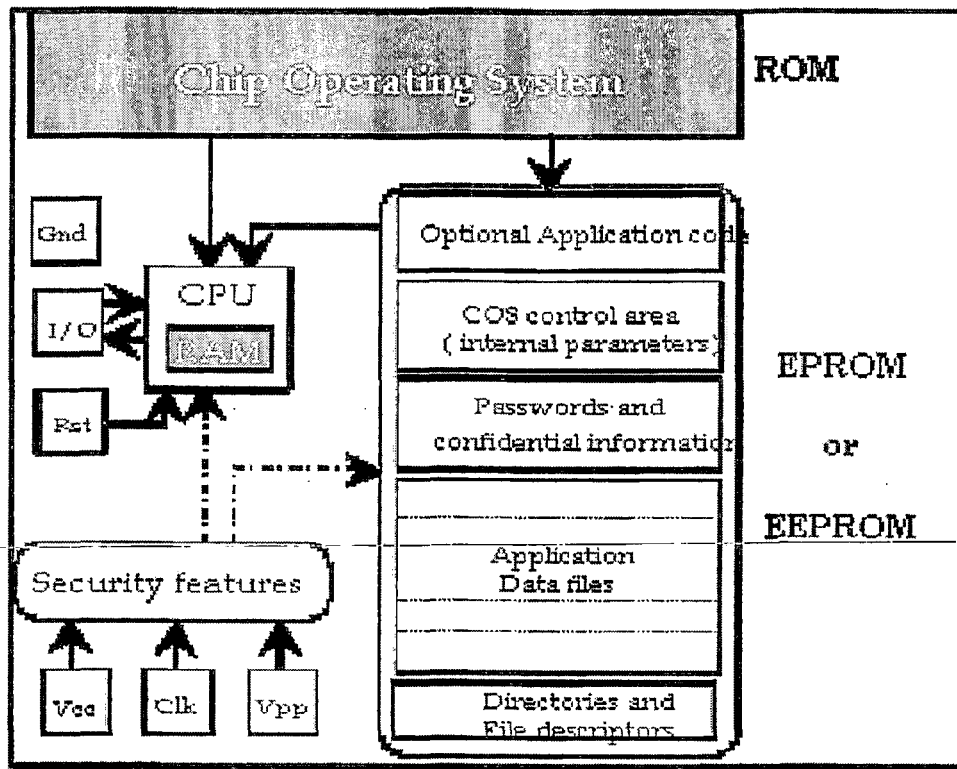 Chip Operating System
ROM
Gnd
Optional Application code
CPU
RAM
I/O
COS control area
( internal parameters)
EPROM
Rst
Passwords and
confidential information
or
EEPROM
Security features
Application
Data files
Vcc
Clk
Vpp
Directories and
File descriptors